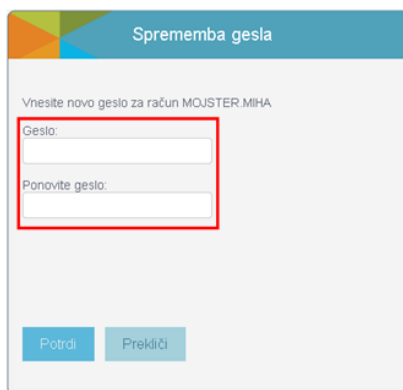 Sprememba gesla
Vnesite novo geslo za račun MOJSTER.MIHA
Geslo:
Ponovite geslo:
Potrdi
Prekliči